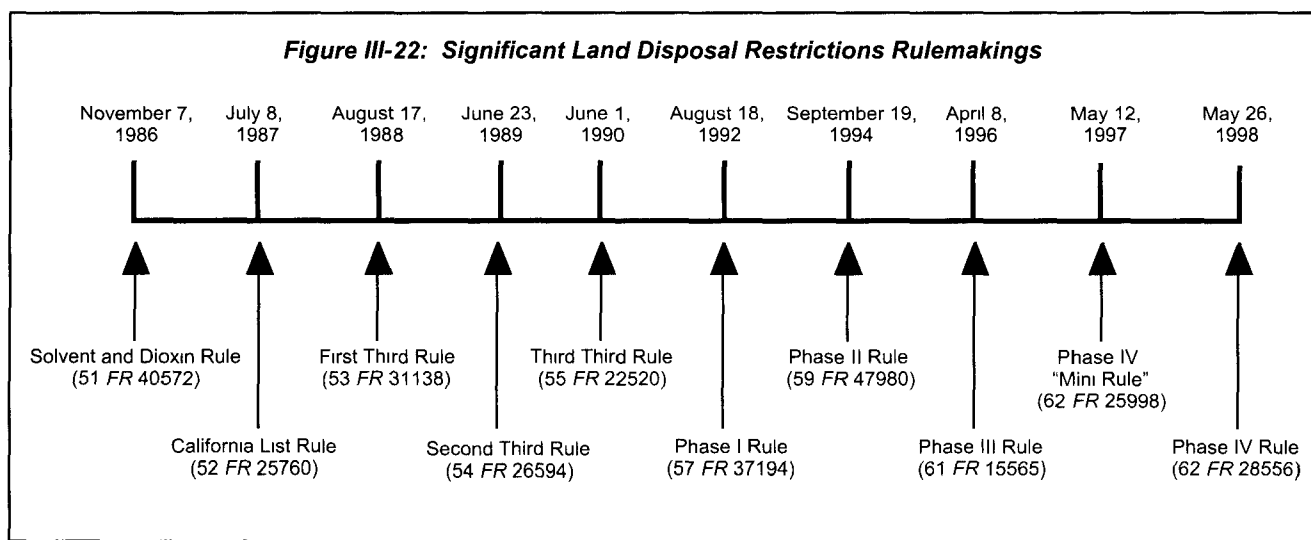 Figure III-22: Significant Land Disposal Restrictions Rulemakings
November 7,
1986
July 8,
1987
August 17,
1988
June 23,
1989
June 1,
1990
August 18,
1992
September 19,
1994
April 8,
1996
May 12,
1997
May 26,
1998
Solvent and Dioxin Rule
(51 FR 40572)
First Third Rule
(53 FR 31138)
Third Third Rule
(55 FR 22520)
Phase II Rule
(59 FR 47980)
Phase IV
"Mini Rule"
(62 FR 25998)
California List Rule
(52 FR 25760)
Second Third Rule
(54 FR 26594)
Phase I Rule
(57 FR 37194)
Phase III Rule
(61 FR 15565)
Phase IV Rule
(62 FR 28556)